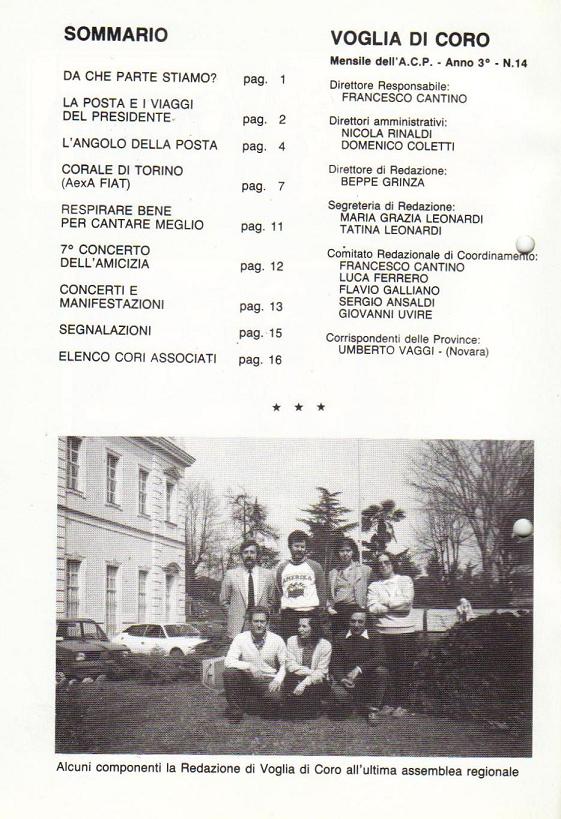 SOMMARIO
DA CHE PARTE STIAMO? pag. 1
LA POSTA E I VIAGGI
DEL PRESIDENTE pag. 2
L'ANGOLO DELLA POSTA pag. 4
CORALE DI TORINO
(AexA FIAT) pag. 7
RESPIRARE BENE
PER CANTARE MEGLIO pag. 11
7° CONCERTO
DELL'AMICIZIA pag. 12
CONCERTI E
MANIFESTAZIONI pag. 13
SEGNALAZIONI pag. 15
ELENCO CORI ASSOCIATI pag. 16
VOGLIA DI CORO
Mensile dell'A.C.P. - Anno 3° - N.14
Direttore Responsabile:
FRANCESCO CANTINO
Direttori amministrativi:
NICOLA RINALDI
DOMENICO COLETTI
Direttore di Redazione:
BEPPE GRINZA
Segreteria di Redazione:
MARIA GRAZIA LEONARDI
TATINA LEONARDI
Comitato Redazionale di Coordinamento:
FRANCESCO CANTINO
LUCA FERRERO
FLAVIO GALLIANO
SERGIO ANSALDI
GIOVANNI UVIRE
Corrispondenti delle Province:
UMBERTO VAGGI - (Novara)
★ ★ ★
AMERIKA
Alcuni componenti la Redazione di Voglia di Coro all'ultima assemblea regionale